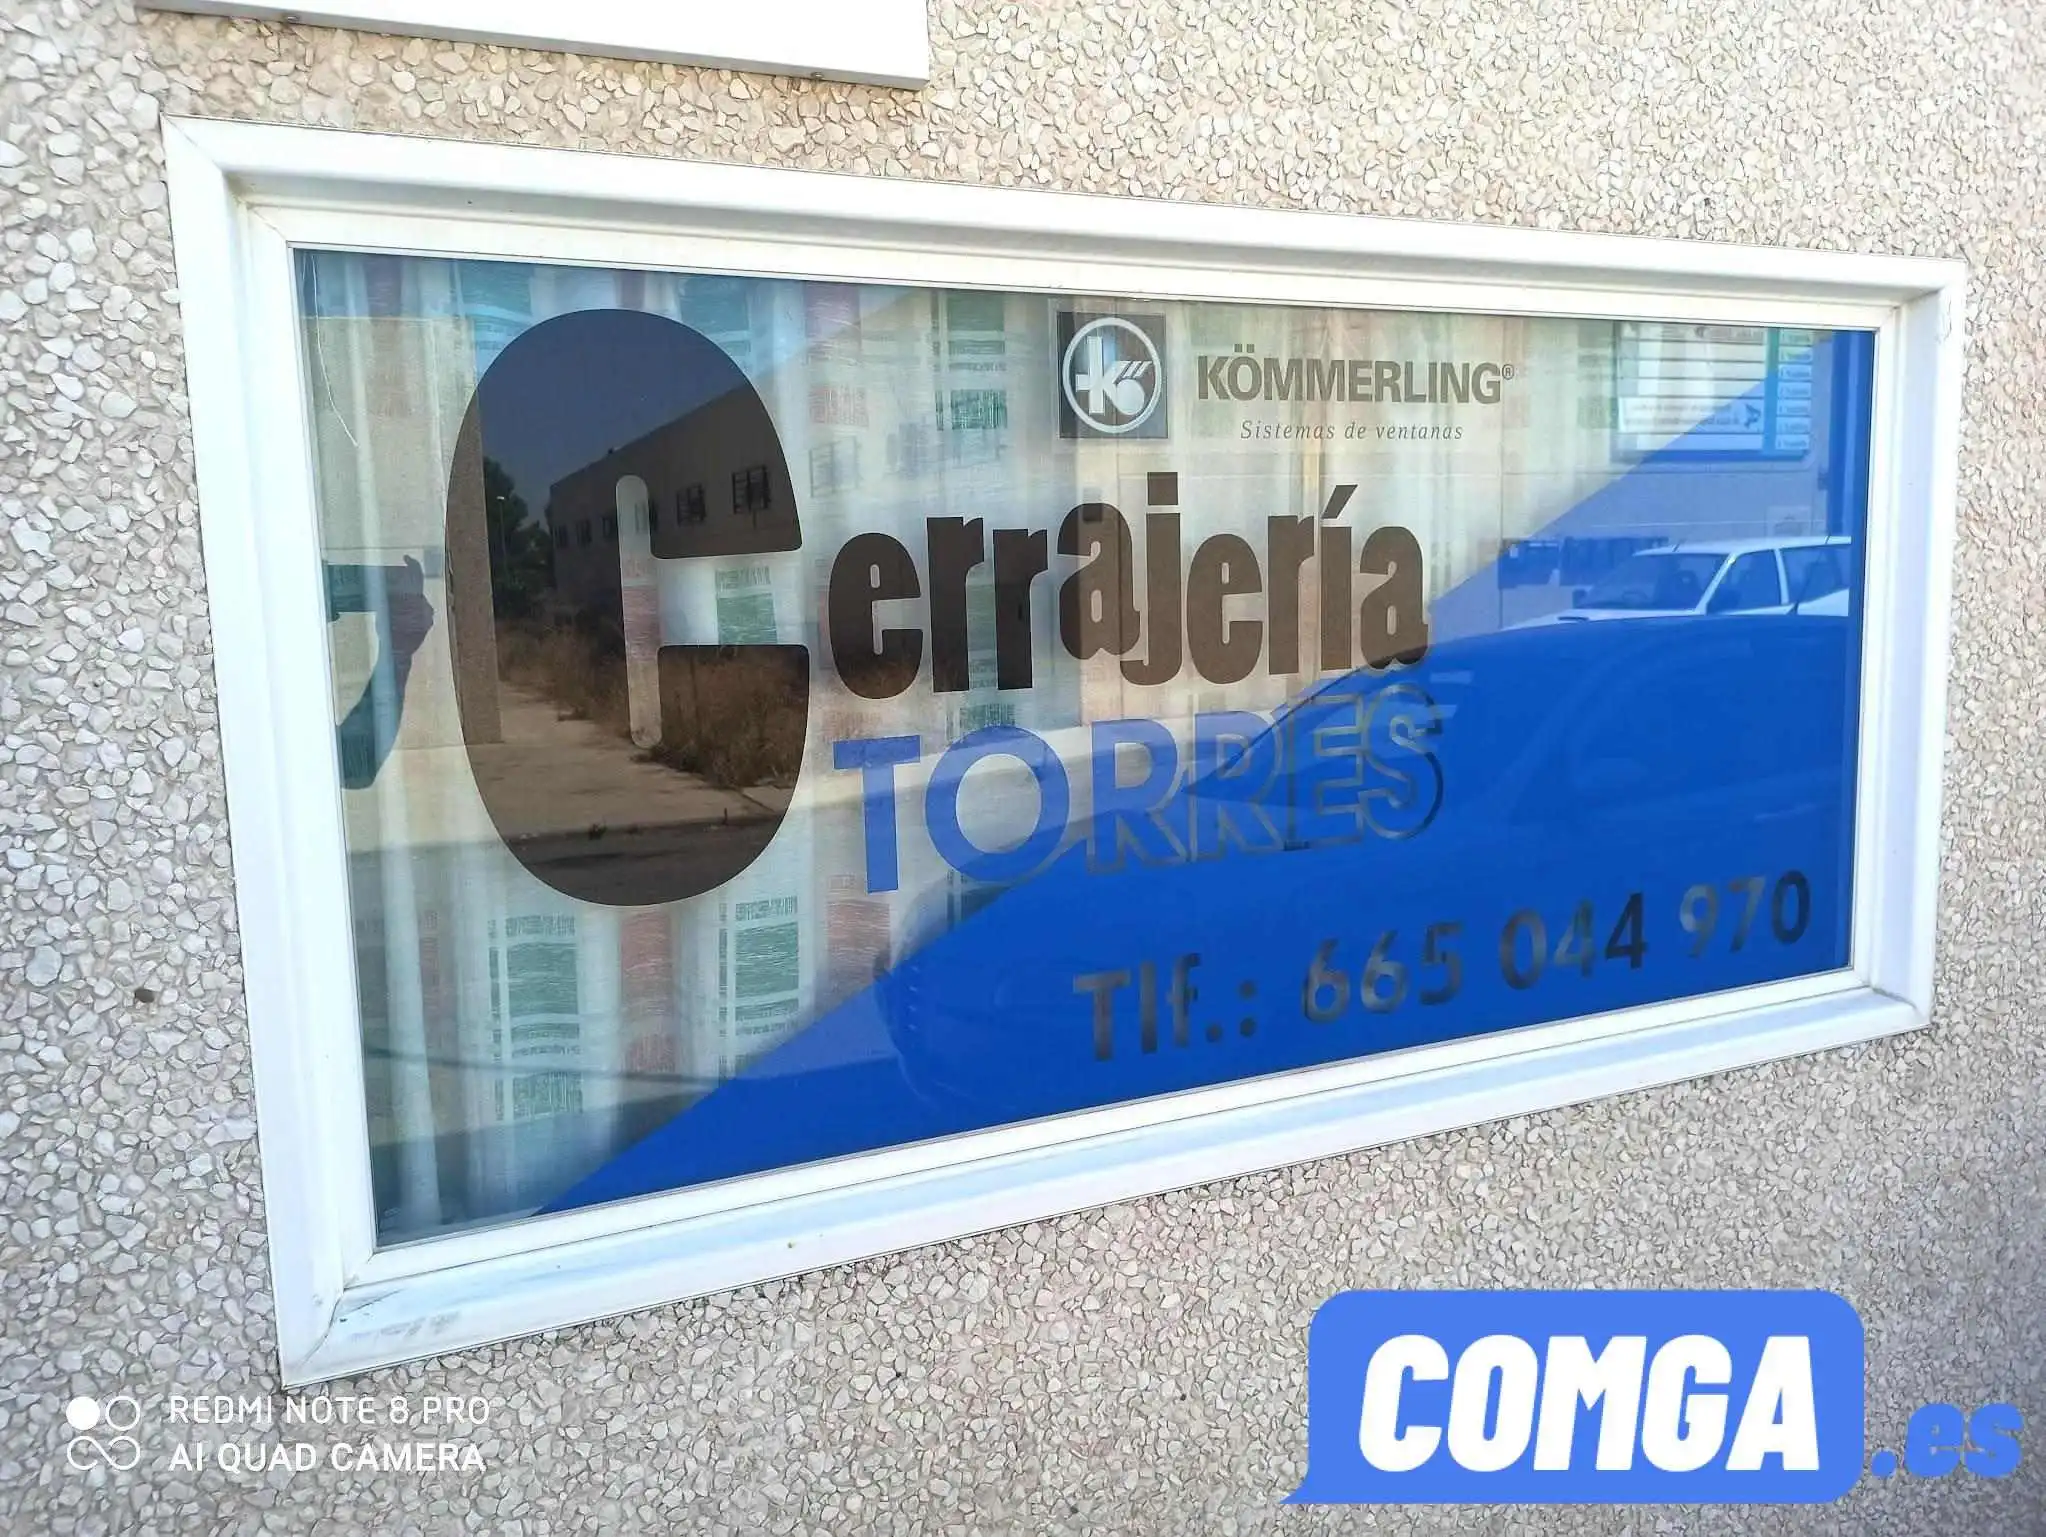 KÖMMERLING®
Sistemas de ventanas
Cerrajería
TORRES
Tlf.: 665 044 970
REDMI NOTE 8 PRO
AI QUAD CAMERA
COMGA.es